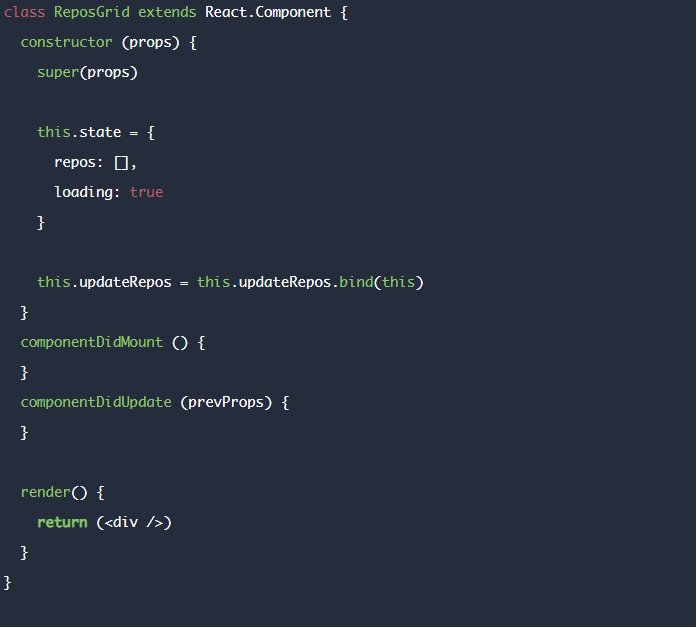 class ReposGrid extends React.Component {
  constructor (props) {
    super(props)

    this.state = {
      repos: [],
      loading: true
    }

    this.updateRepos = this.updateRepos.bind(this)
  }
  componentDidMount () {
  }
  componentDidUpdate (prevProps) {
  }

  render() {
    return (<div />)
  }
}